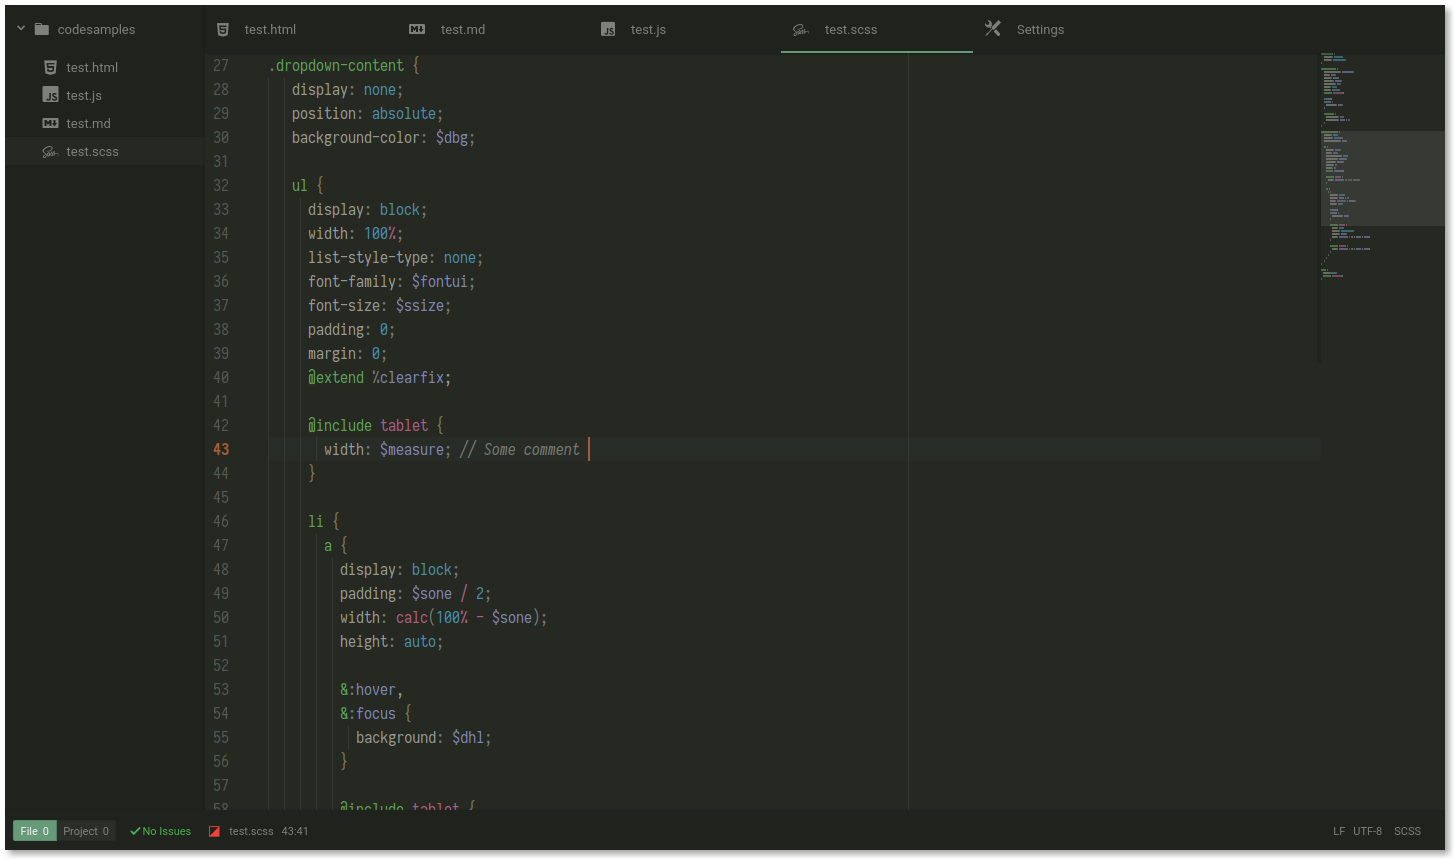 codesamples
test.html
test.js
test.md
test.scss
test.html test.md test.js test.scss Settings
27 .dropdown-content {
28 display: none;
29 position: absolute;
30 background-color: $dbg;
31
32 ul {
33 display: block;
34 width: 100%;
35 list-style-type: none;
36 font-family: $fontui;
37 font-size: $ssize;
38 padding: 0;
39 margin: 0;
40 @extend %clearfix;
41
42 @include tablet {
43 width: $measure; // Some comment
44 }
45
46 li {
47 a {
48 display: block;
49 padding: $sone / 2;
50 width: calc(100% - $sone);
51 height: auto;
52
53 &:hover,
54 &:focus {
55 background: $dhl;
56 }
57
58 @include tablet {
File 0 Project 0 No Issues test.scss 43:41 LF UTF-8 SCSS